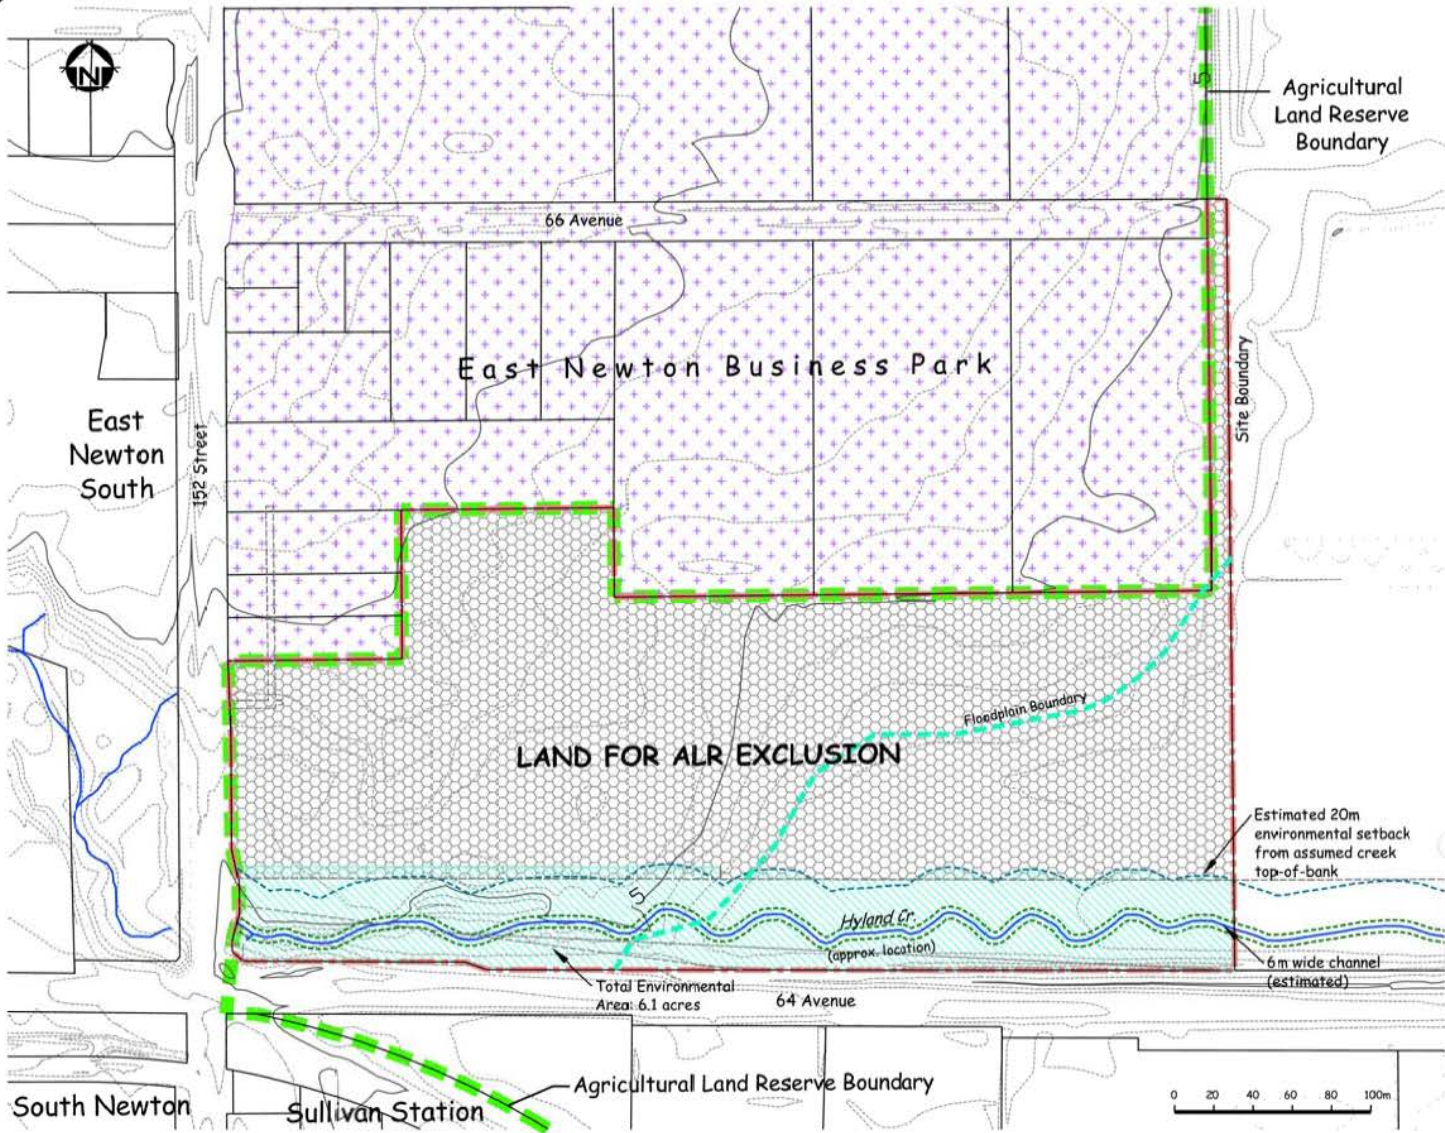 N
5
Agricultural
Land Reserve
Boundary
66 Avenue
Site Boundary
East Newton Business Park
East
Newton
South
152 Street
Floodplain Boundary
LAND FOR ALR EXCLUSION
Estimated 20m
environmental setback
from assumed creek
top-of-bank
5
Hyland Cr.
(approx. location)
6m wide channel
(estimated)
Total Environmental
Area: 6.1 acres
64 Avenue
Agricultural Land Reserve Boundary
South Newton
Sullivan Station
0 20 40 60 80 100m